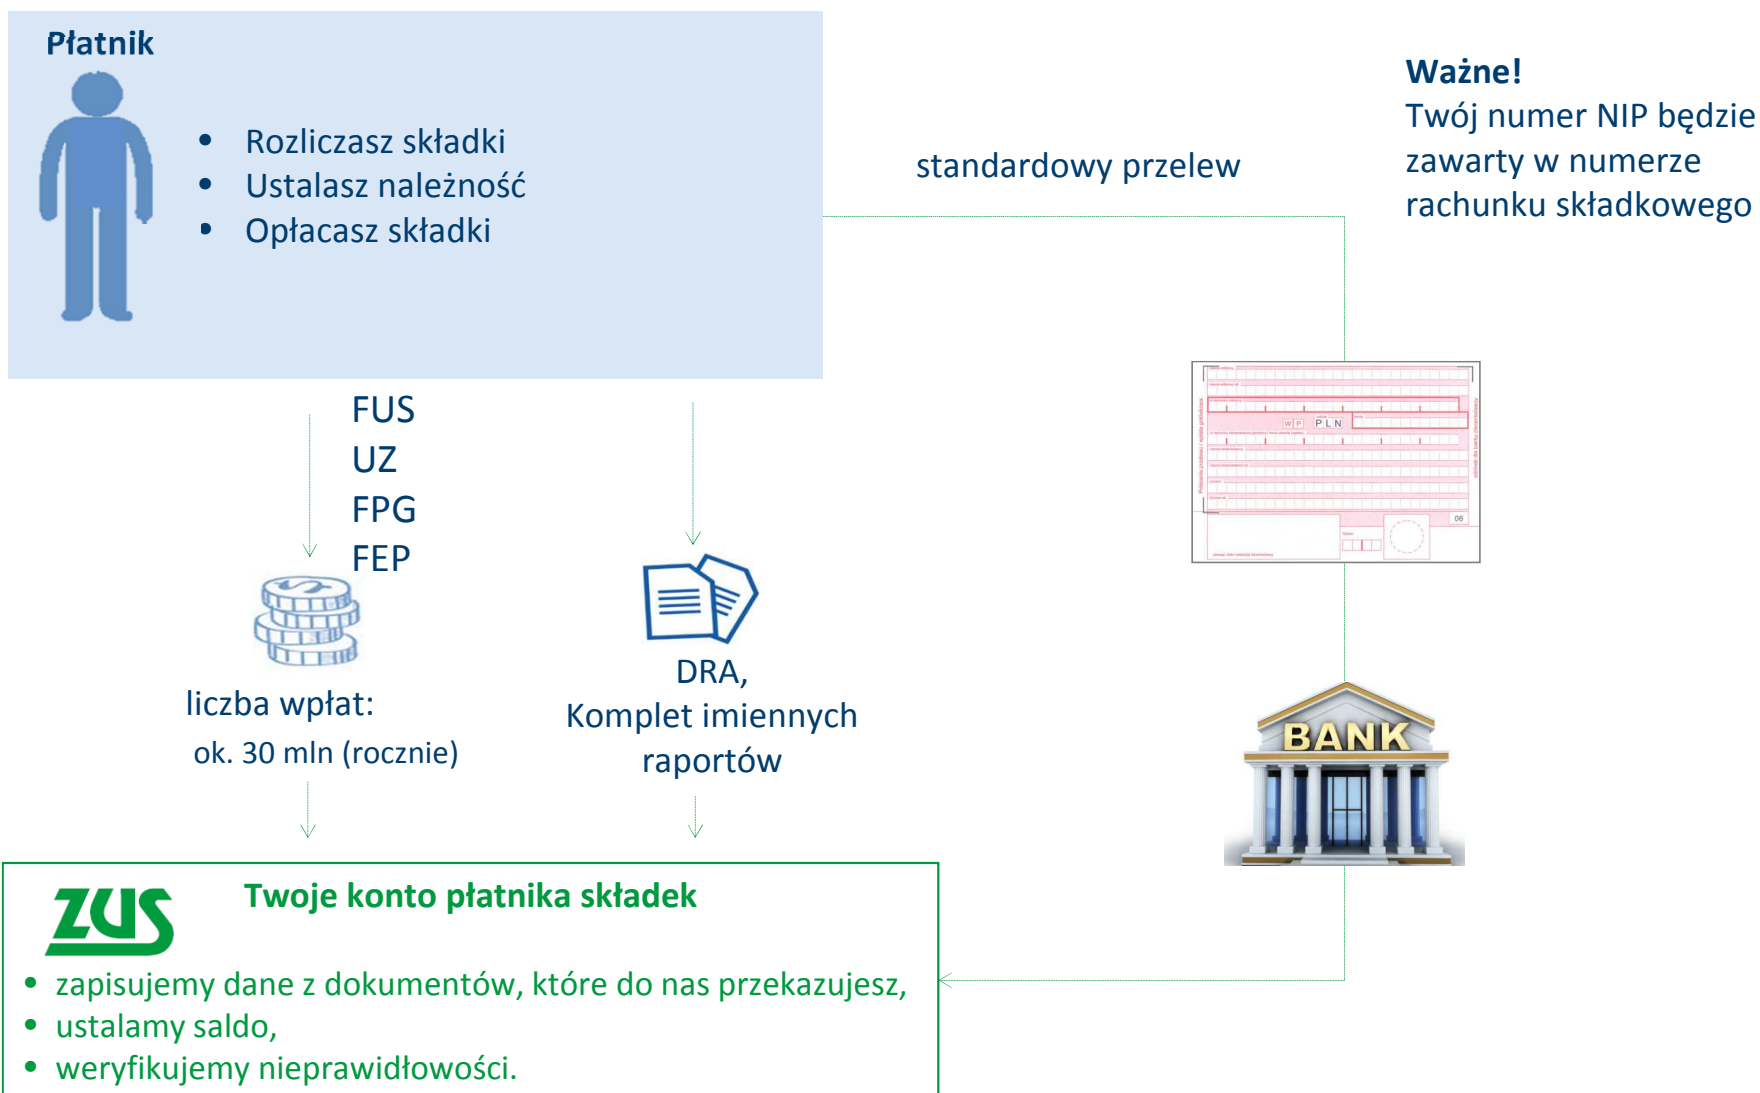 Płatnik
• Rozliczasz składki
• Ustalasz należność
• Opłacasz składki
standardowy przelew
Ważne!
Twój numer NIP będzie
zawarty w numerze
rachunku składkowego
FUS
UZ
FPG
FEP
liczba wpłat:
ok. 30 mln (rocznie)
DRA,
Komplet imiennych
raportów
W P
PLN
06
BANK
ZUS
Twoje konto płatnika składek
• zapisujemy dane z dokumentów, które do nas przekazujesz,
• ustalamy saldo,
• weryfikujemy nieprawidłowości.